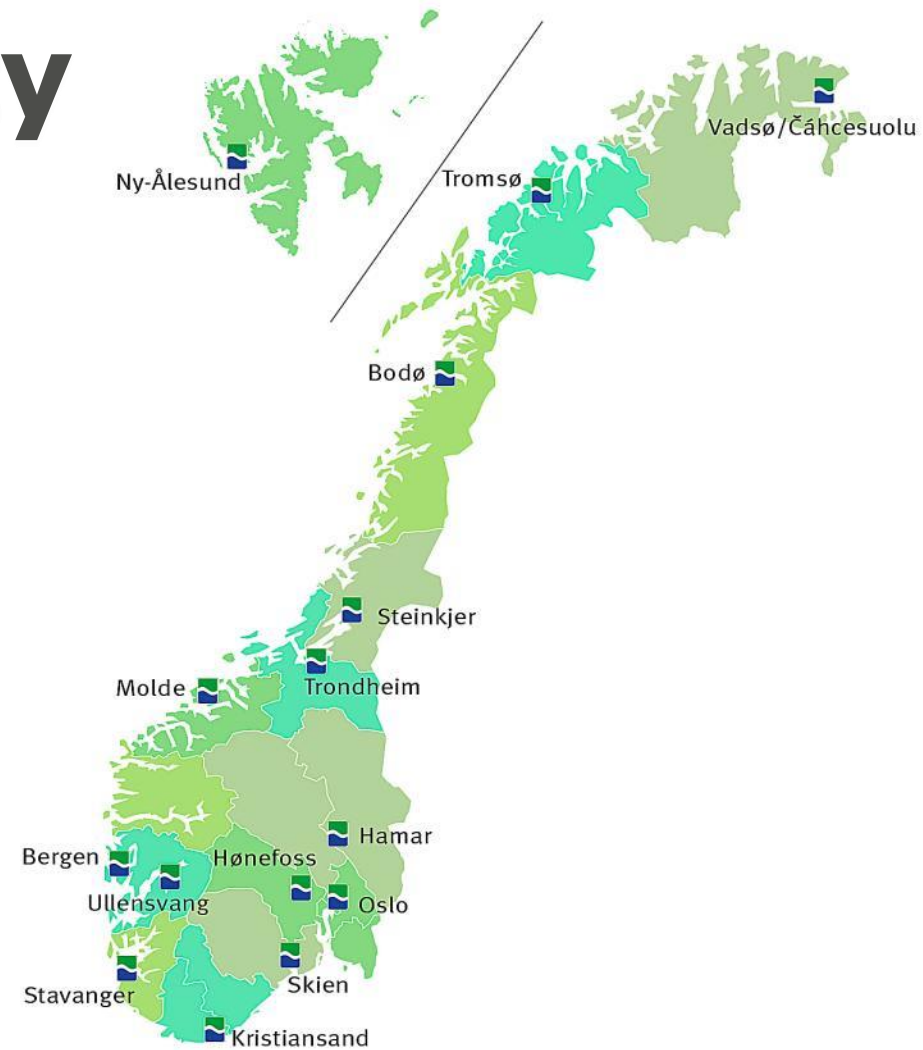 y
Ny-Ålesund
Vadsø/Čáhcesuolu
Tromsø
Bodø
Steinkjer
Molde
Trondheim
Hamar
Bergen
Hønefoss
Ullensvang
Oslo
Skien
Stavanger
Kristiansand